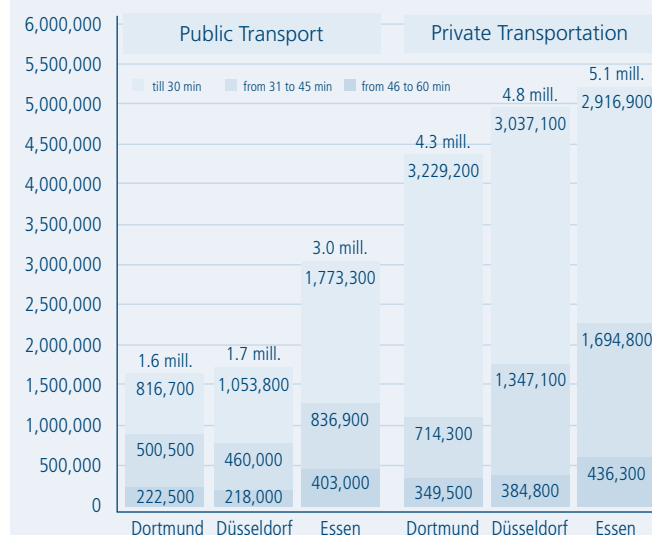 Public Transport
Private Transportation
till 30 min
from 31 to 45 min
from 46 to 60 min
6,000,000
5,500,000
5,000,000
4,500,000
4,000,000
3,500,000
3,000,000
2,500,000
2,000,000
1,500,000
1,000,000
500,000
0
1.6 mill.
816,700
500,500
222,500
1.7 mill.
1,053,800
460,000
218,000
3.0 mill.
1,773,300
836,900
403,000
4.3 mill.
3,229,200
714,300
349,500
4.8 mill.
3,037,100
1,347,100
384,800
5.1 mill.
2,916,900
1,694,800
436,300
Dortmund Düsseldorf Essen Dortmund Düsseldorf Essen